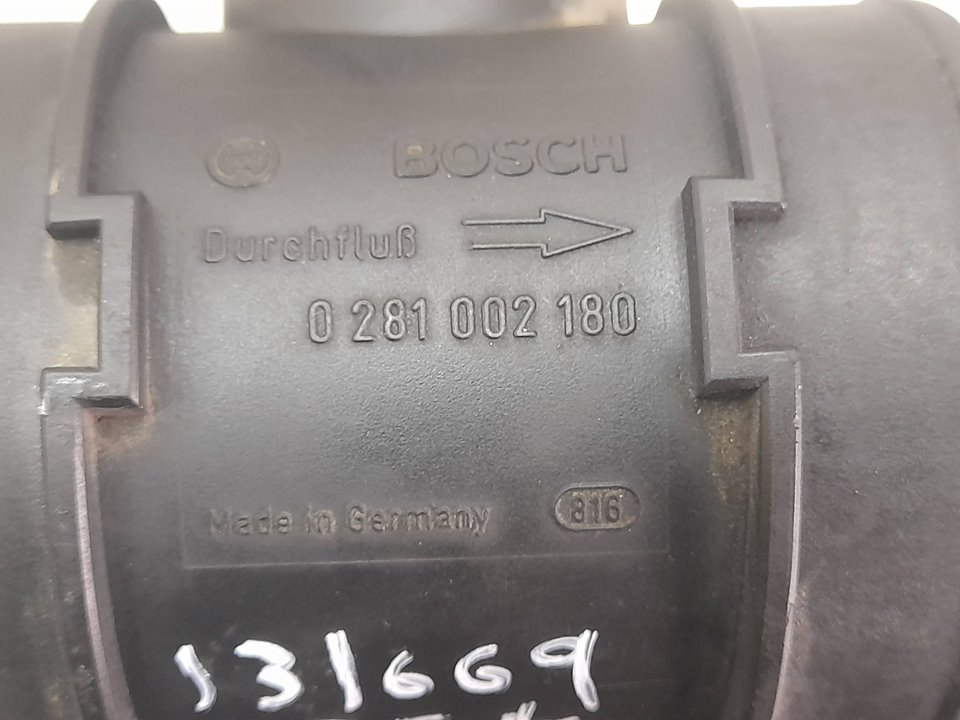 BOSCH
Durchfluß
0 281 002 180
Made in Germany 816
131669